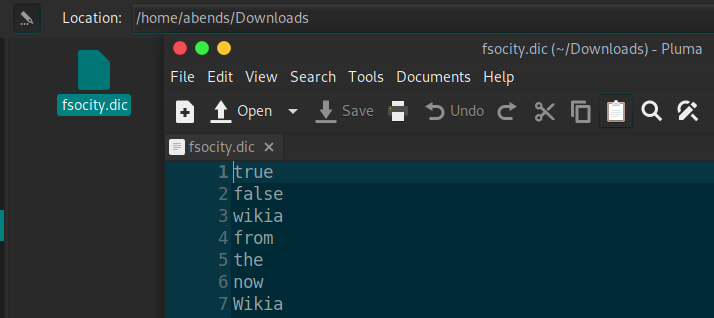 Location: /home/abends/Downloads
fsocity.dic
fsocity.dic (~/Downloads) - Pluma
File Edit View Search Tools Documents Help
Open Save Undo
fsocity.dic
1 true
2 false
3 wikia
4 from
5 the
6 now
7 Wikia